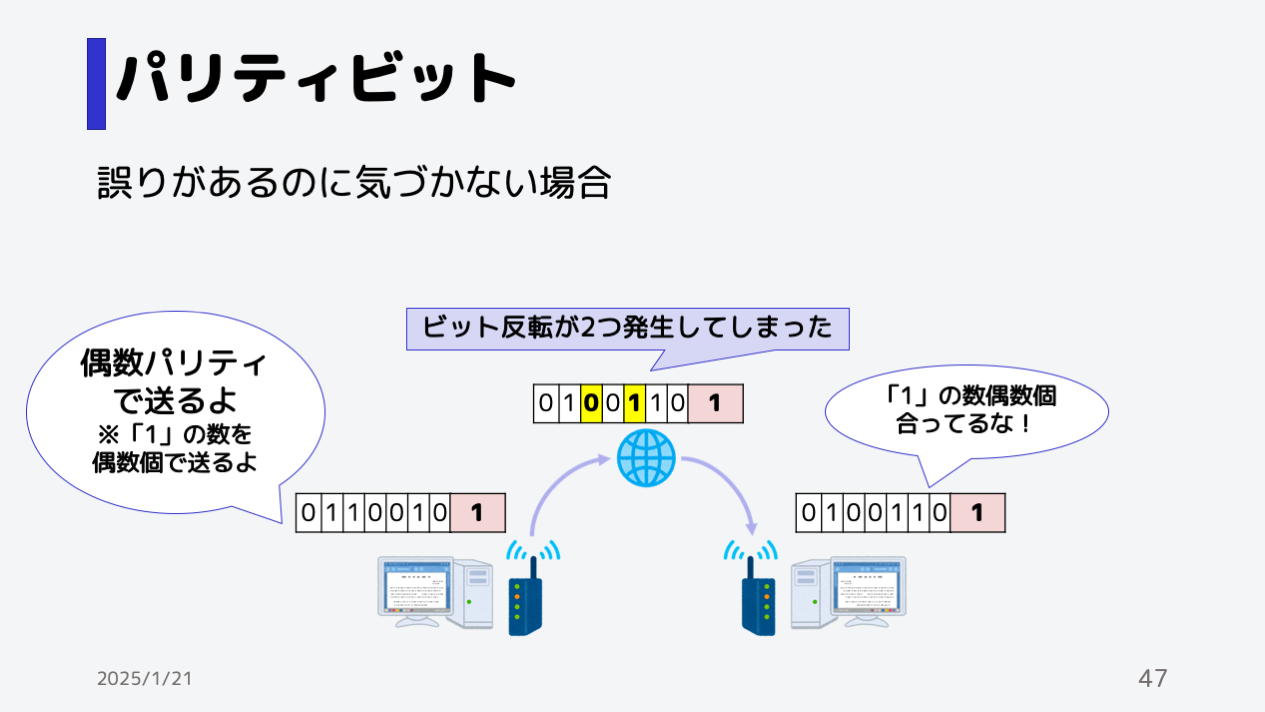 パリティビット
誤りがあるのに気づかない場合
ビット反転が2つ発生してしまった
偶数パリティ
で送るよ
※「1」の数を
偶数個で送るよ
「1」の数偶数個
合ってるな！
0 1 0 0 1 1 0 1
0 1 1 0 0 1 0 1
0 1 0 0 1 1 0 1
2025/1/21
47